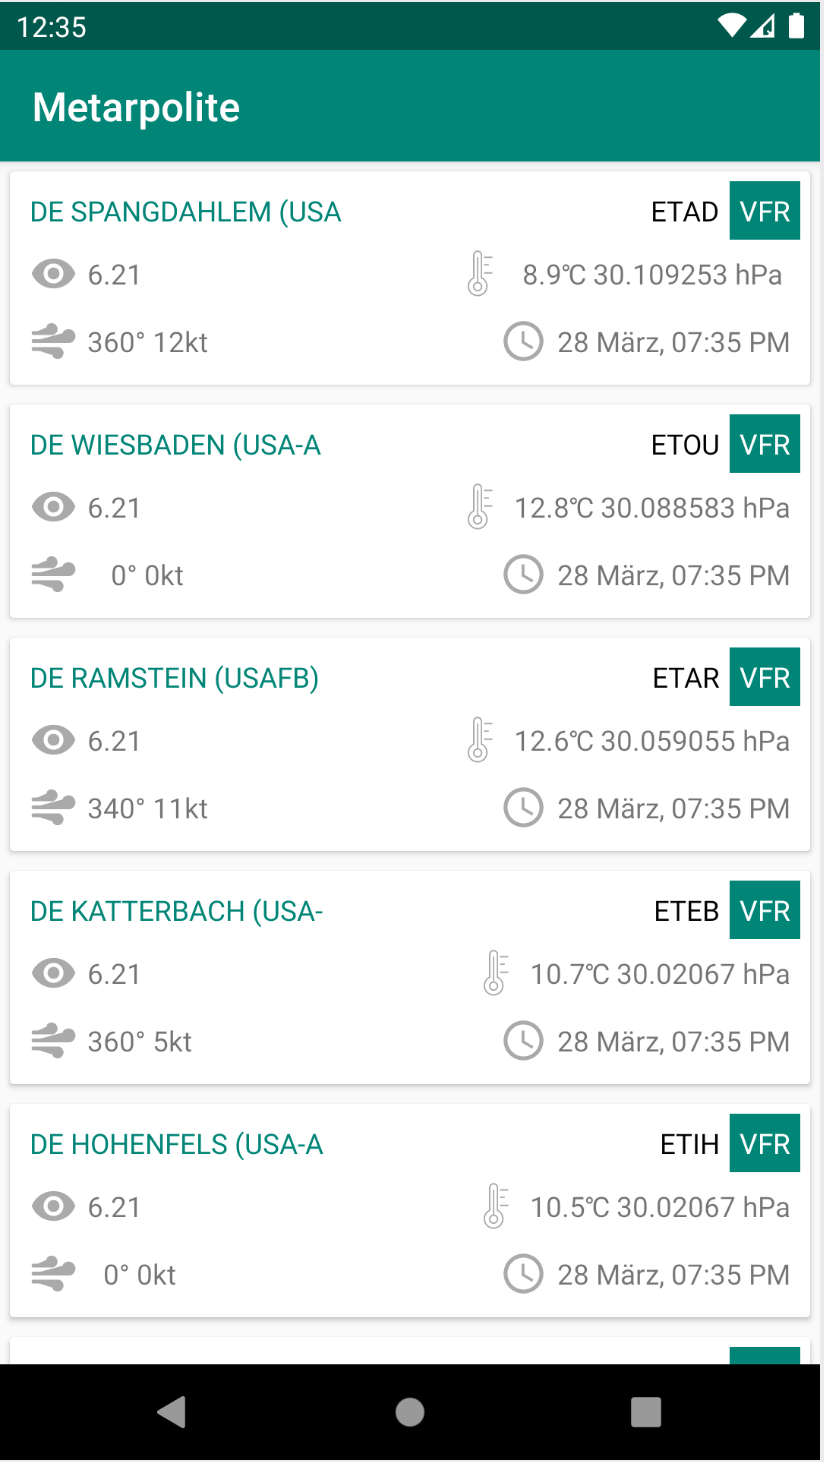 12:35
Metarpolite
DE SPANGDAHLEM (USA ETAD VFR
6.21 8.9℃ 30.109253 hPa
360° 12kt 28 März, 07:35 PM
DE WIESBADEN (USA-A ETOU VFR
6.21 12.8℃ 30.088583 hPa
0° 0kt 28 März, 07:35 PM
DE RAMSTEIN (USAFB) ETAR VFR
6.21 12.6℃ 30.059055 hPa
340° 11kt 28 März, 07:35 PM
DE KATTERBACH (USA- ETEB VFR
6.21 10.7℃ 30.02067 hPa
360° 5kt 28 März, 07:35 PM
DE HOHENFELS (USA-A ETIH VFR
6.21 10.5℃ 30.02067 hPa
0° 0kt 28 März, 07:35 PM